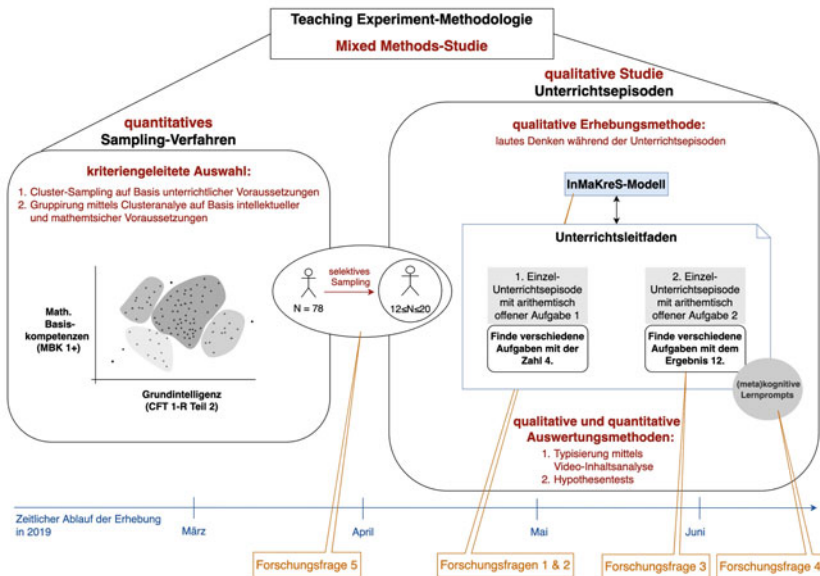 Teaching Experiment-Methodologie
Mixed Methods-Studie
quantitatives
Sampling-Verfahren
kriteriengeleitete Auswahl:
1. Cluster-Sampling auf Basis unterrichtlicher Voraussetzungen
2. Gruppirung mittels Clusteranalye auf Basis intellektueller
und mathemtsicher Voraussetzungen
Math.
Basis-
kompetenzen
(MBK 1+)
Grundintelligenz
(CFT 1-R Teil 2)
selektives
Sampling
N = 78
12≤N≤20
qualitative Studie
Unterrichtsepisoden
qualitative Erhebungsmethode:
lautes Denken während der Unterrichtsepisoden
InMaKreS-Modell
Unterrichtsleitfaden
1. Einzel-
Unterrichtsepisode
mit arithemtisch
offener Aufgabe 1
Finde verschiedene
Aufgaben mit der
Zahl 4.
2. Einzel-
Unterrichtsepisode
mit arithemtisch
offener Aufgabe 2
Finde verschiedene
Aufgaben mit dem
Ergebnis 12.
(meta)kognitive
Lernprompts
qualitative und quantitative
Auswertungsmethoden:
1. Typisierung mittels
Video-Inhaltsanalyse
2. Hypothesentests
Zeitlicher Ablauf der Erhebung
in 2019
März
April
Mai
Juni
Forschungsfrage 5
Forschungsfragen 1 & 2
Forschungsfrage 3
Forschungsfrage 4